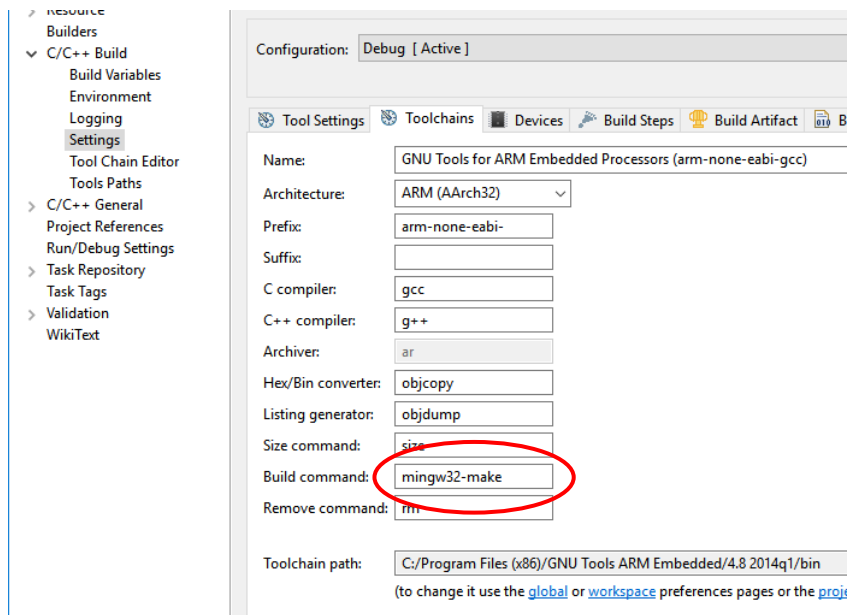 Resource
Builders
C/C++ Build
Build Variables
Environment
Logging
Settings
Tool Chain Editor
Tools Paths
C/C++ General
Project References
Run/Debug Settings
Task Repository
Task Tags
Validation
WikiText
Configuration: Debug [ Active ]
Tool Settings Toolchains Devices Build Steps Build Artifact B
Name: GNU Tools for ARM Embedded Processors (arm-none-eabi-gcc)
Architecture: ARM (AArch32)
Prefix: arm-none-eabi-
Suffix:
C compiler: gcc
C++ compiler: g++
Archiver: ar
Hex/Bin converter: objcopy
Listing generator: objdump
Size command: size
Build command: mingw32-make
Remove command: rm
Toolchain path: C:/Program Files (x86)/GNU Tools ARM Embedded/4.8 2014q1/bin
(to change it use the global or workspace preferences pages or the proje